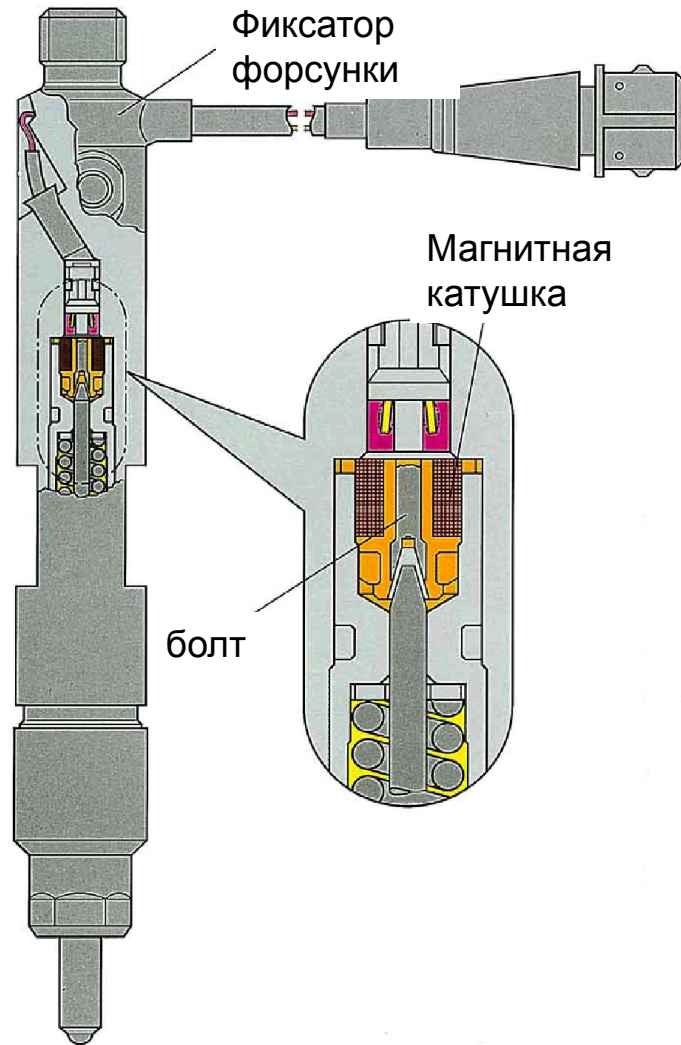 Фиксатор
форсунки
Магнитная
катушка
болт